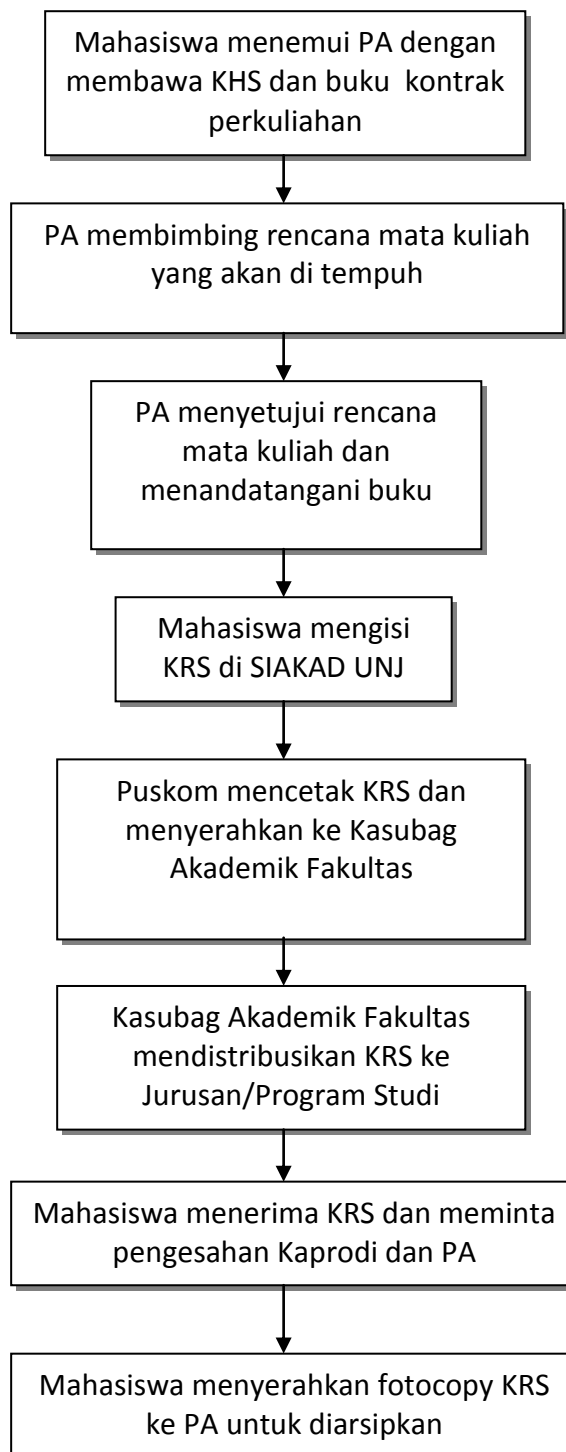 Mahasiswa menemui PA dengan
membawa KHS dan buku  kontrak
perkuliahan
PA membimbing rencana mata kuliah
yang akan di tempuh
PA menyetujui rencana
mata kuliah dan
menandatangani buku
Mahasiswa mengisi
KRS di SIAKAD UNJ
Puskom mencetak KRS dan
menyerahkan ke Kasubag
Akademik Fakultas
Kasubag Akademik Fakultas
mendistribusikan KRS ke
Jurusan/Program Studi
Mahasiswa menerima KRS dan meminta
pengesahan Kaprodi dan PA
Mahasiswa menyerahkan fotocopy KRS
ke PA untuk diarsipkan